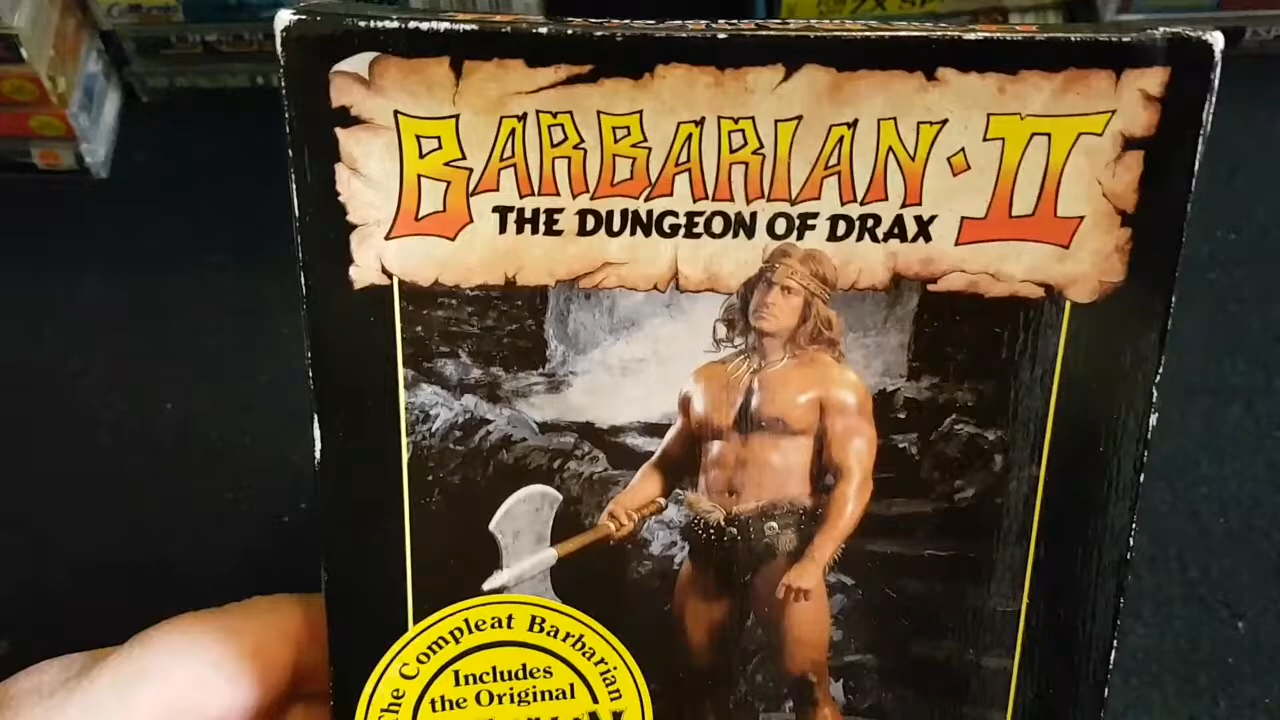 BARBARIAN · II
THE DUNGEON OF DRAX
The Compleat Barbarian
Includes
the Original